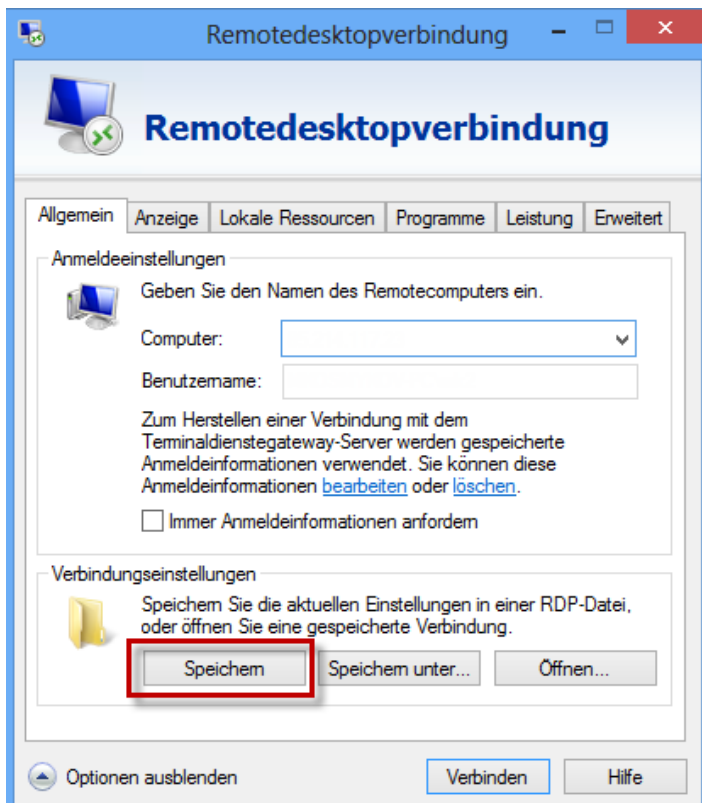 Remotedesktopverbindung
Remotedesktopverbindung
Allgemein Anzeige Lokale Ressourcen Programme Leistung Erweitert
Anmeldeeinstellungen
Geben Sie den Namen des Remotecomputers ein.
Computer:
Benutzername:
Zum Herstellen einer Verbindung mit dem
Terminaldienstegateway-Server werden gespeicherte
Anmeldeinformationen verwendet. Sie können diese
Anmeldeinformationen bearbeiten oder löschen.
Immer Anmeldeinformationen anfordern
Verbindungseinstellungen
Speichern Sie die aktuellen Einstellungen in einer RDP-Datei,
oder öffnen Sie eine gespeicherte Verbindung.
Speichern Speichern unter... Öffnen...
Optionen ausblenden Verbinden Hilfe